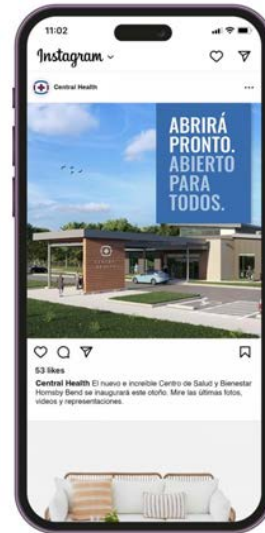 11:02
Instagram
Central Health
ABRIRÁ
PRONTO.
ABIERTO
PARA
TODOS.
53 likes
Central Health El nuevo e increíble Centro de Salud y Bienestar
Hornsby Bend se inaugurará este otoño. Mire las últimas fotos,
videos y representaciones.